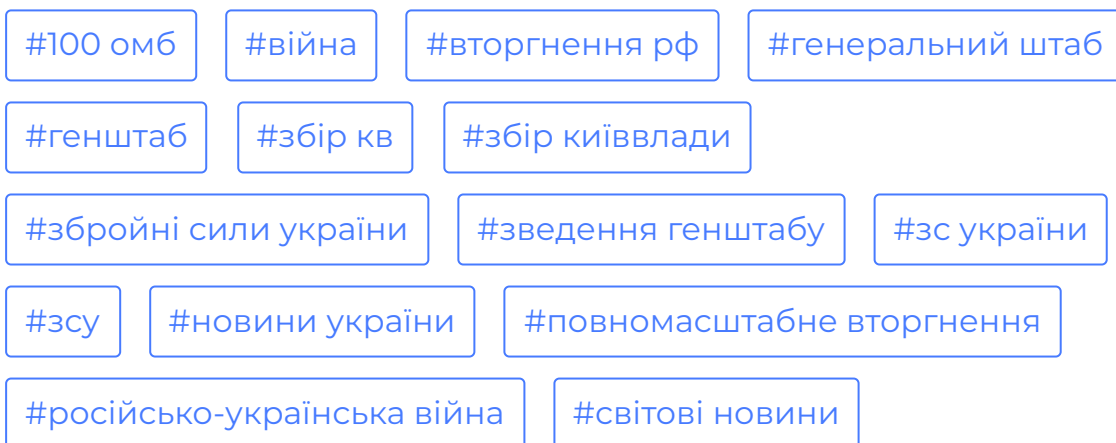 #100 омб #війна #вторгнення рф #генеральний штаб
#генштаб #збір кв #збір київвлади
#збройні сили україни #зведення генштабу #зс україни
#зсу #новини україни #повномасштабне вторгнення
#російсько-українська війна #світові новини